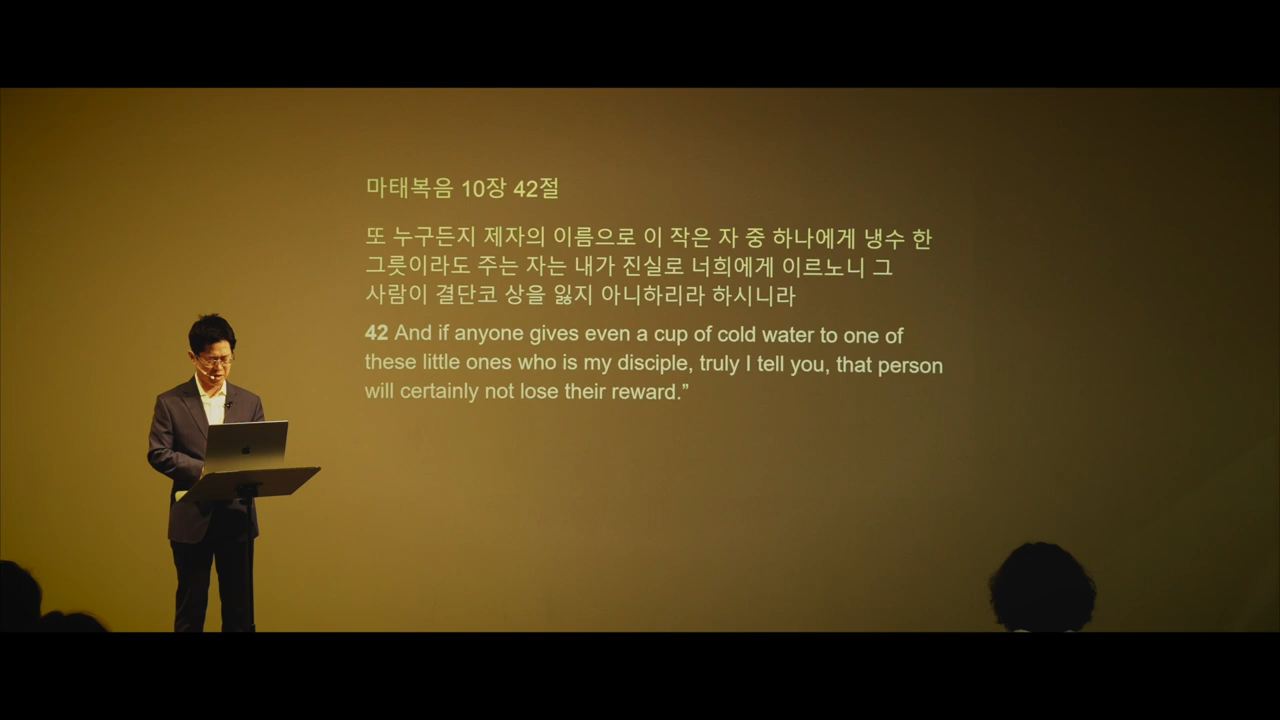 마태복음 10장 42절
또 누구든지 제자의 이름으로 이 작은 자 중 하나에게 냉수 한
그릇이라도 주는 자는 내가 진실로 너희에게 이르노니 그
사람이 결단코 상을 잃지 아니하리라 하시니라
42 And if anyone gives even a cup of cold water to one of
these little ones who is my disciple, truly I tell you, that person
will certainly not lose their reward.”